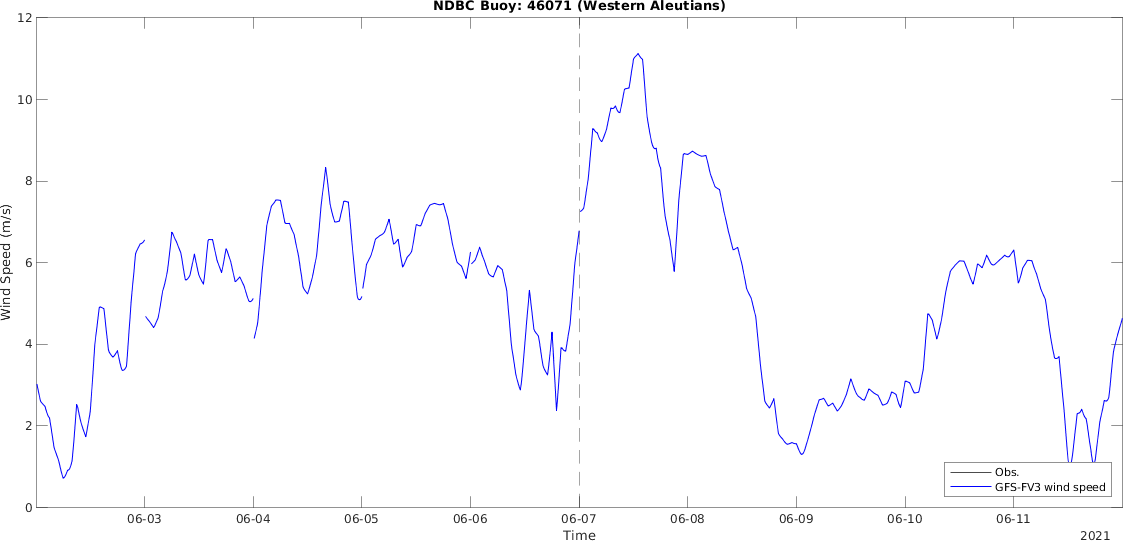 NDBC Buoy: 46071 (Western Aleutians)
12
10
8
6
4
2
0
Wind Speed (m/s)
06-03 06-04 06-05 06-06 06-07 06-08 06-09 06-10 06-11
Time
2021
Obs.
GFS-FV3 wind speed